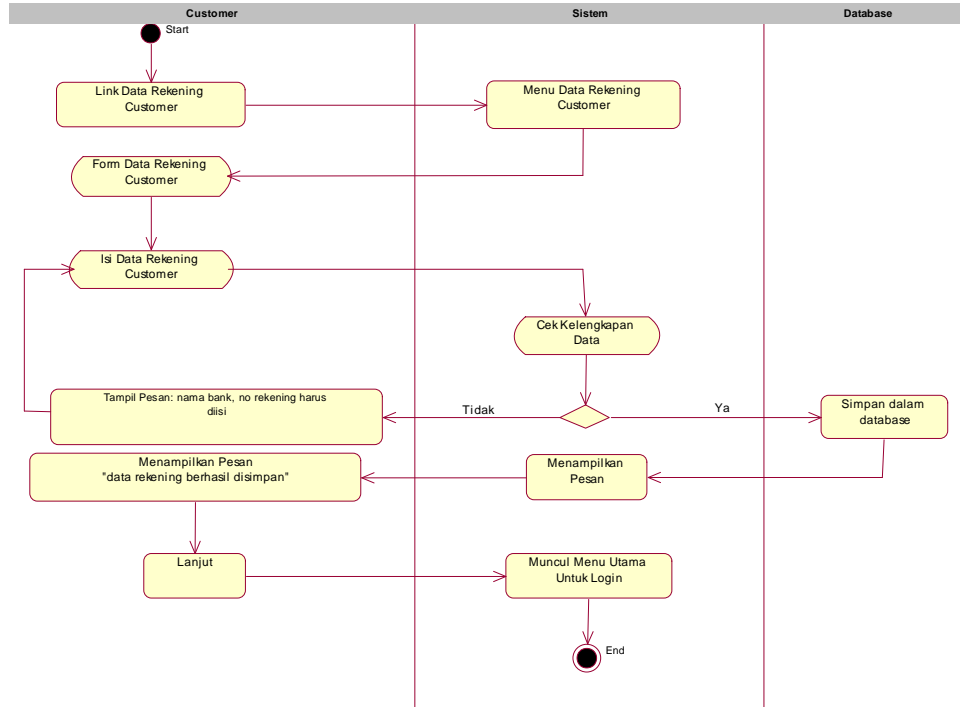 Customer
Sistem
Database
Start
Link Data Rekening
Customer
Menu Data Rekening
Customer
Form Data Rekening
Customer
Isi Data Rekening
Customer
Cek Kelengkapan
Data
Tampil Pesan: nama bank, no rekening harus
diisi
Tidak
Ya
Simpan dalam
database
Menampilkan Pesan
"data rekening berhasil disimpan"
Menampilkan
Pesan
Lanjut
Muncul Menu Utama
Untuk Login
End